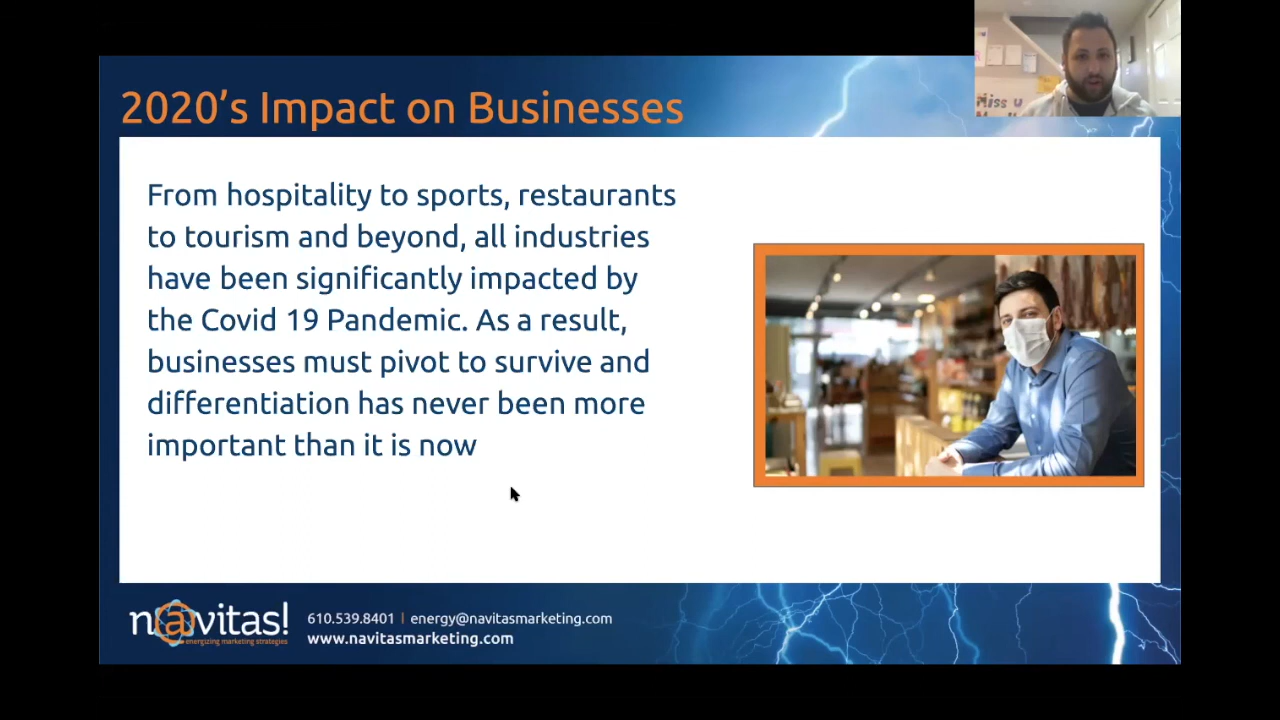 2020's Impact on Businesses
From hospitality to sports, restaurants
to tourism and beyond, all industries
have been significantly impacted by
the Covid 19 Pandemic. As a result,
businesses must pivot to survive and
differentiation has never been more
important than it is now
navitas!
energizing marketing strategies
610.539.8401 | energy@navitasmarketing.com
www.navitasmarketing.com
iss u